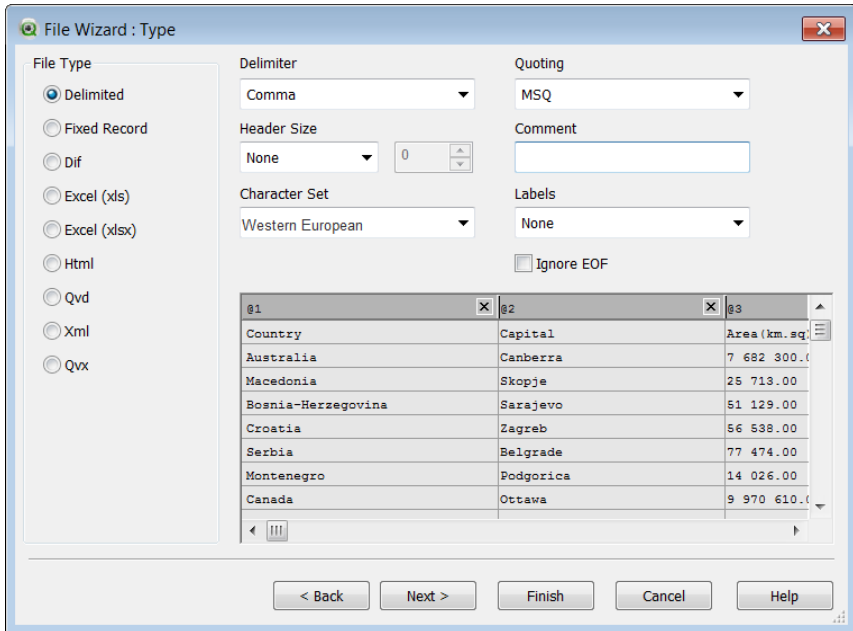 File Wizard : Type
File Type
Delimited
Fixed Record
Dif
Excel (xls)
Excel (xlsx)
Html
Qvd
Xml
Qvx
Delimiter
Quoting
Comma
MSQ
Header Size
Comment
None
0
Character Set
Labels
Western European
None
Ignore EOF
@1 @2 @3
Country Capital Area(km.sq)
Australia Canberra 7 682 300.
Macedonia Skopje 25 713.00
Bosnia-Herzegovina Sarajevo 51 129.00
Croatia Zagreb 56 538.00
Serbia Belgrade 77 474.00
Montenegro Podgorica 14 026.00
Canada Ottawa 9 970 610.
< Back Next > Finish Cancel Help